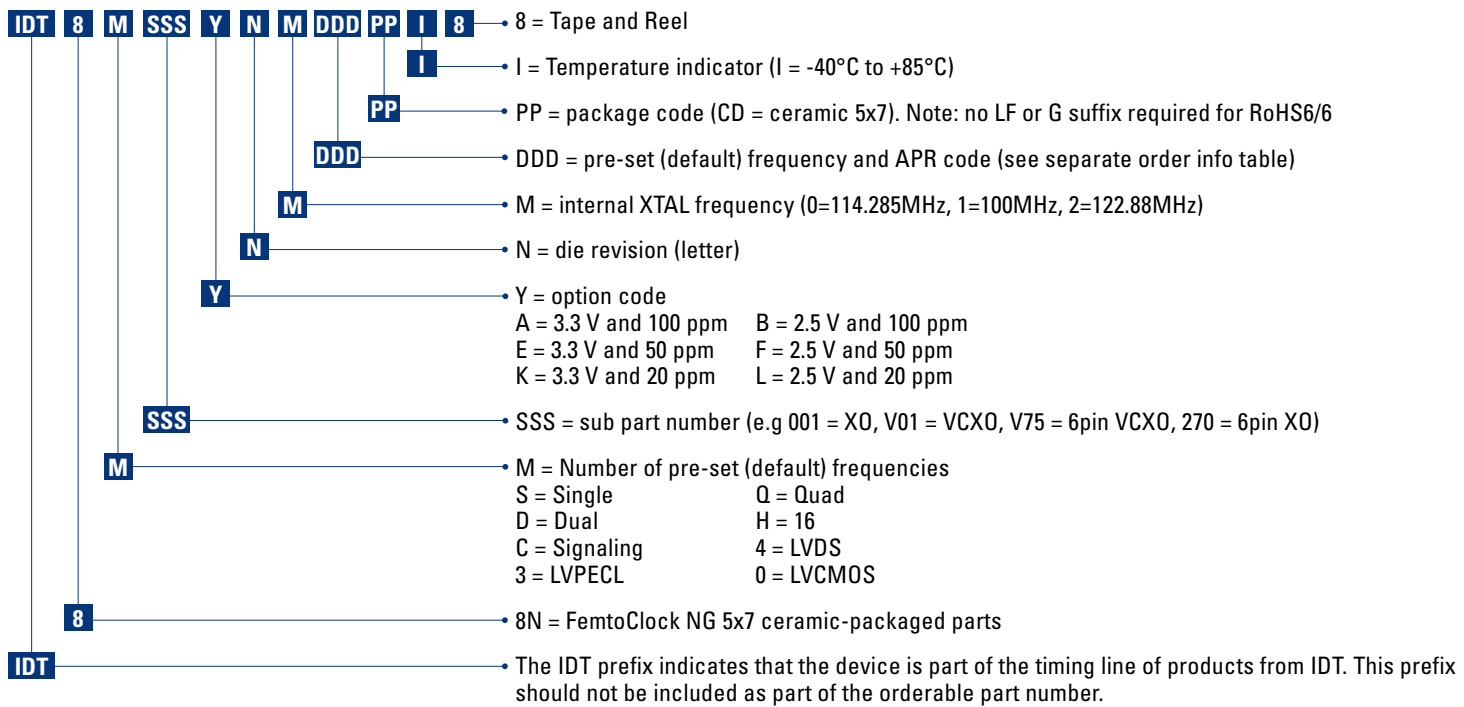 IDT 8 M SSS Y N M DDD PP I 8 8 = Tape and Reel
I I = Temperature indicator (I = -40°C to +85°C)
PP PP = package code (CD = ceramic 5x7). Note: no LF or G suffix required for RoHS6/6
DDD DDD = pre-set (default) frequency and APR code (see separate order info table)
M M = internal XTAL frequency (0=114.285MHz, 1=100MHz, 2=122.88MHz)
N N = die revision (letter)
Y Y = option code
A = 3.3 V and 100 ppm B = 2.5 V and 100 ppm
E = 3.3 V and 50 ppm F = 2.5 V and 50 ppm
K = 3.3 V and 20 ppm L = 2.5 V and 20 ppm
SSS SSS = sub part number (e.g 001 = XO, V01 = VCXO, V75 = 6pin VCXO, 270 = 6pin XO)
M M = Number of pre-set (default) frequencies
S = Single Q = Quad
D = Dual H = 16
C = Signaling 4 = LVDS
3 = LVPECL 0 = LVCMOS
8 8N = FemtoClock NG 5x7 ceramic-packaged parts
IDT The IDT prefix indicates that the device is part of the timing line of products from IDT. This prefix
should not be included as part of the orderable part number.